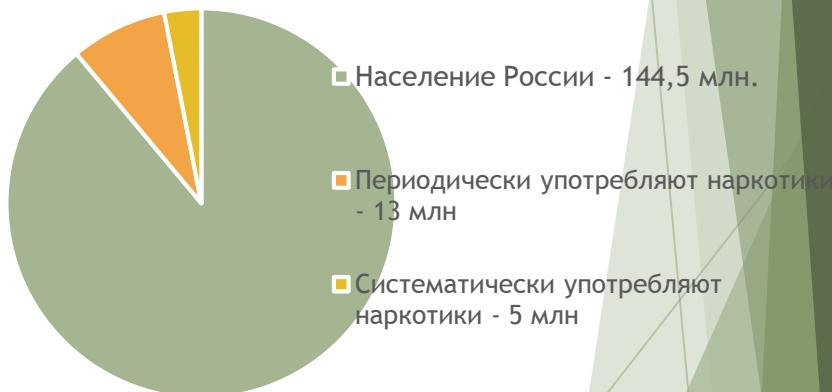 Население России - 144,5 млн.
Периодически употребляют наркотики
- 13 млн
Систематически употребляют
наркотики - 5 млн